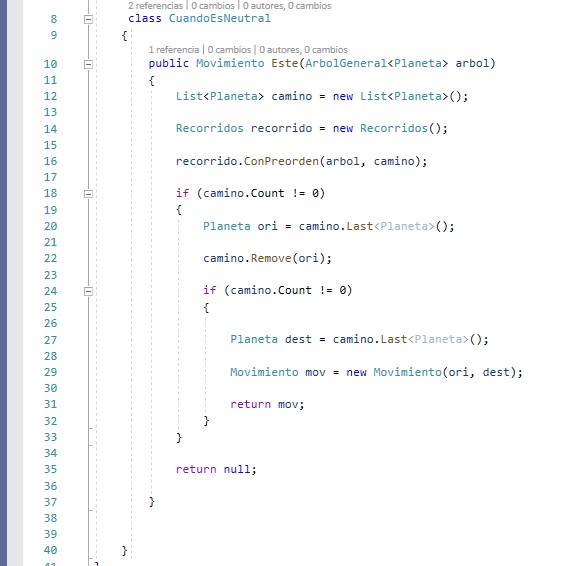 2 referencias | 0 cambios | 0 autores, 0 cambios
8 class CuandoEsNeutral
9 {
1 referencia | 0 cambios | 0 autores, 0 cambios
10 public Movimiento Este(ArbolGeneral<Planeta> arbol)
11 {
12 List<Planeta> camino = new List<Planeta>();
13
14 Recorridos recorrido = new Recorridos();
15
16 recorrido.ConPreorden(arbol, camino);
17
18 if (camino.Count != 0)
19 {
20 Planeta ori = camino.Last<Planeta>();
21
22 camino.Remove(ori);
23
24 if (camino.Count != 0)
25 {
26
27 Planeta dest = camino.Last<Planeta>();
28
29 Movimiento mov = new Movimiento(ori, dest);
30
31 return mov;
32 }
33 }
34
35 return null;
36
37 }
38
39
40 }
41 }